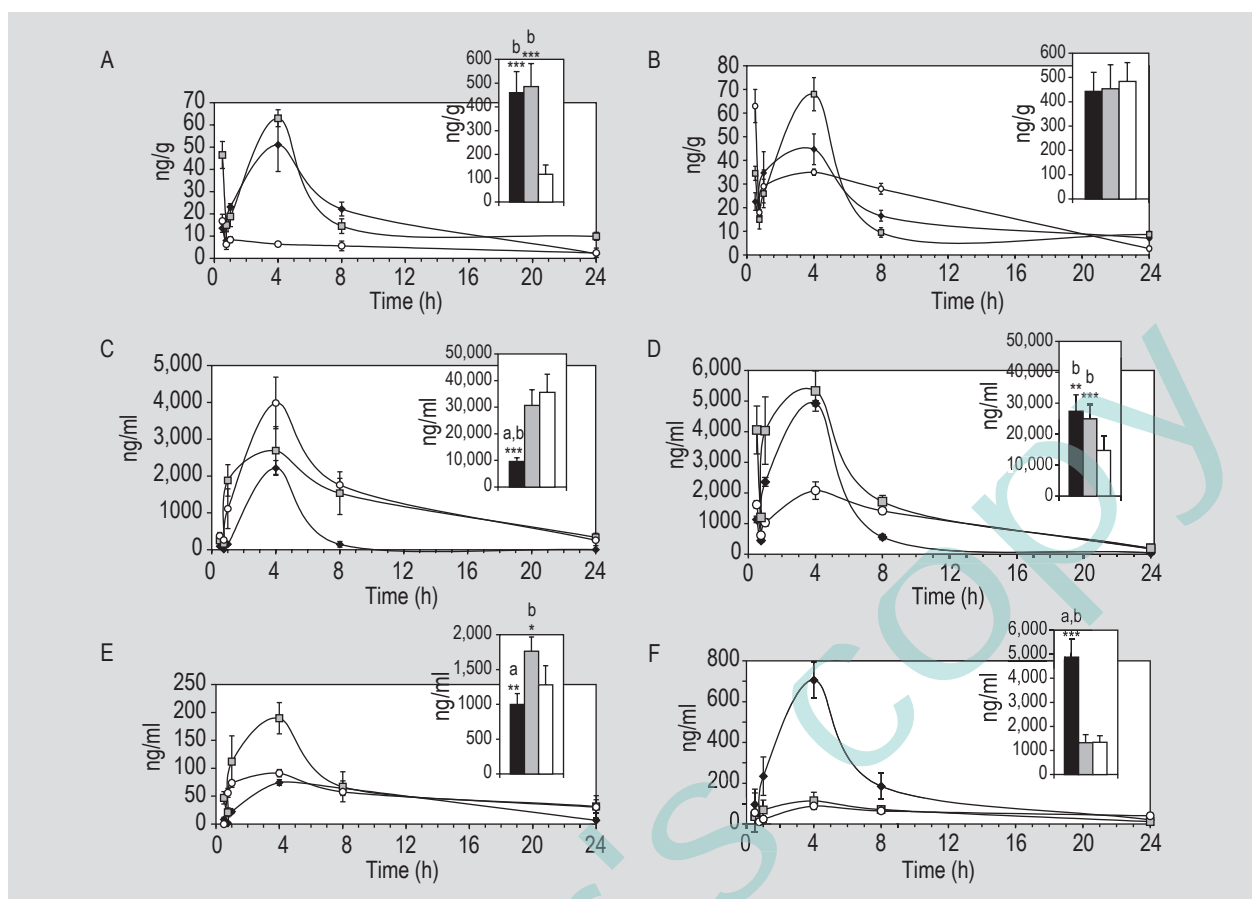 A
b b
*** ***
600
500
400
300
200
100
0
ng/g
70
60
50
40
30
20
10
0
ng/g
0 4 8 12 16 20 24
Time (h)
B
600
500
400
300
200
100
0
ng/g
80
70
60
50
40
30
20
10
0
ng/g
0 4 8 12 16 20 24
Time (h)
C
50,000
40,000
30,000
20,000
10,000
0
ng/ml
a,b
***
5,000
4,000
3,000
2,000
1000
0
ng/ml
0 4 8 12 16 20 24
Time (h)
D
50,000
40,000
30,000
20,000
10,000
0
ng/ml
b b
** ***
6,000
5,000
4,000
3,000
2,000
1000
0
ng/ml
0 4 8 12 16 20 24
Time (h)
E
2,000
1,500
1000
500
0
ng/ml
a
**
b
*
250
200
150
100
50
0
ng/ml
0 4 8 12 16 20 24
Time (h)
F
a,b
***
6,000
5,000
4,000
3,000
2,000
1000
0
ng/ml
800
600
400
200
0
ng/ml
0 4 8 12 16 20 24
Time (h)
's copy